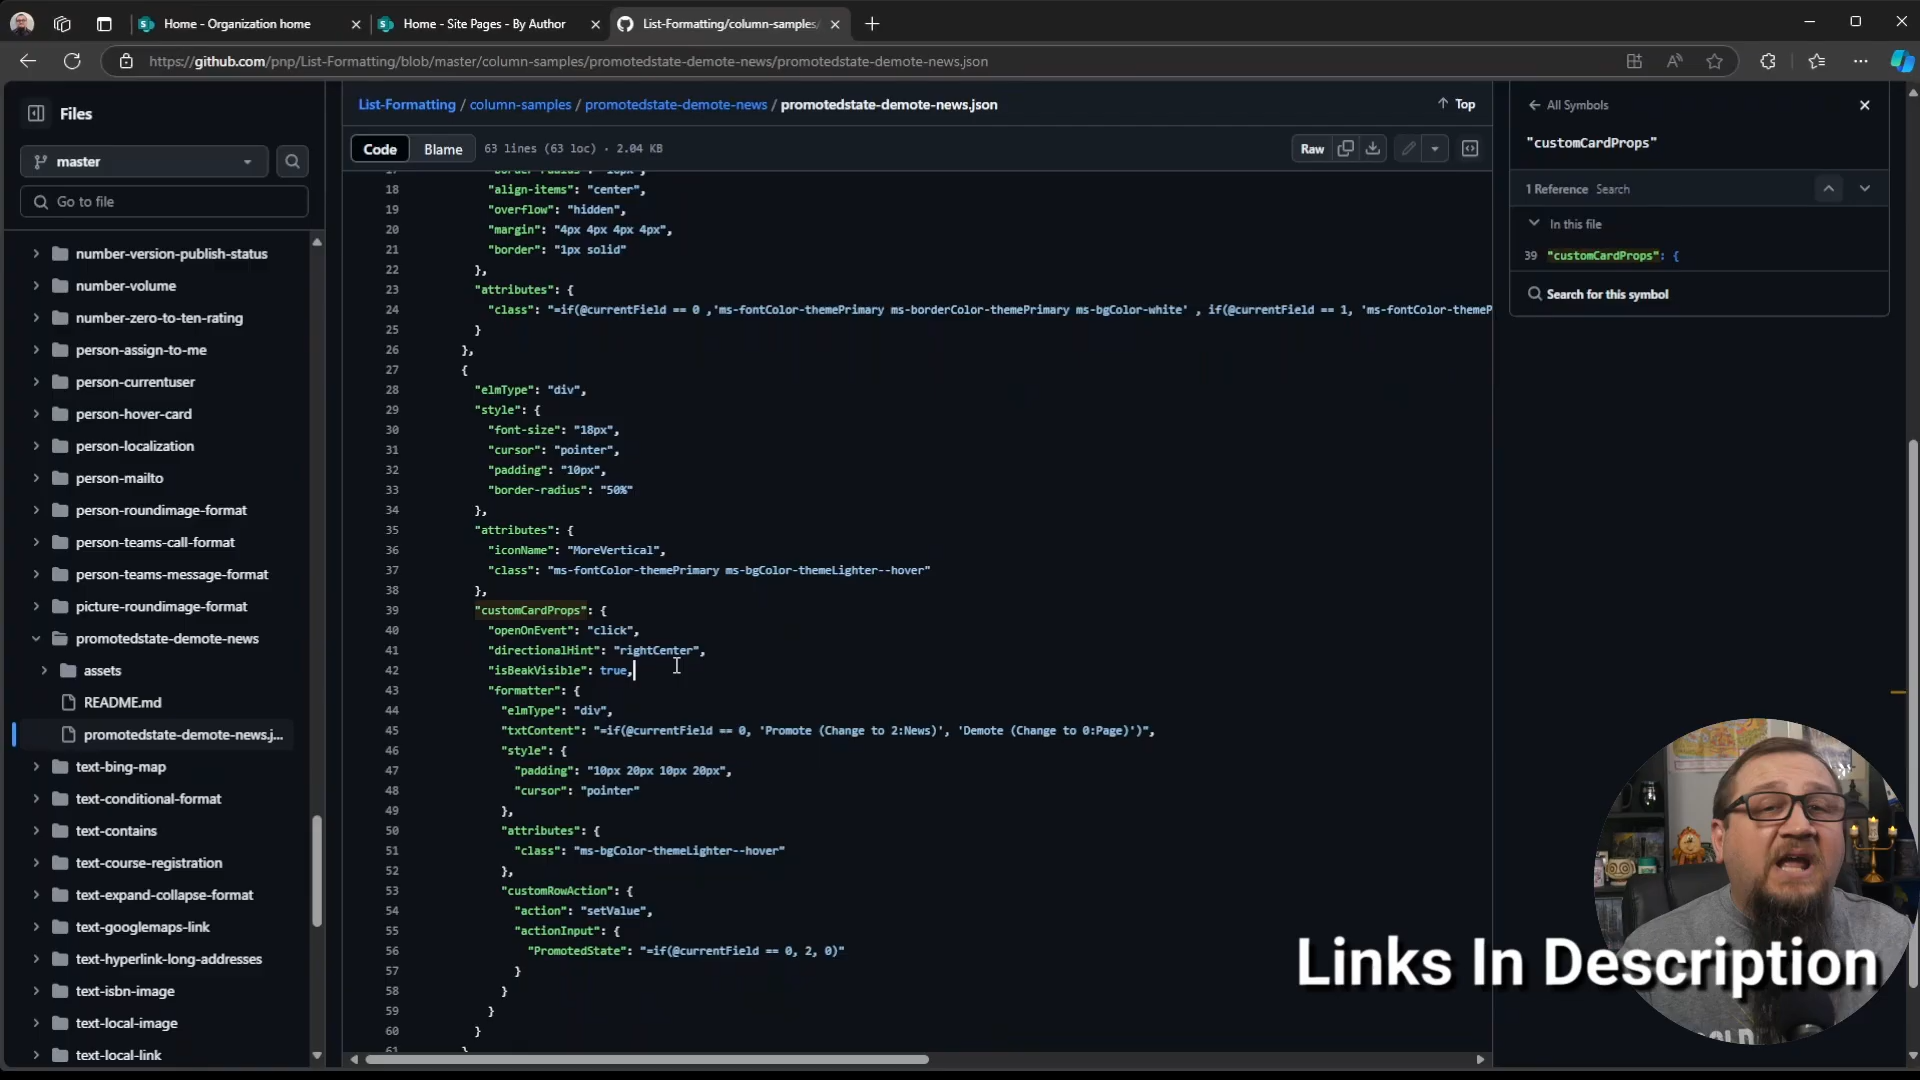 Home - Organization home
Home - Site Pages - By Author
List-Formatting/column-samples/
https://github.com/pnp/List-Formatting/blob/master/column-samples/promotedstate-demote-news/promotedstate-demote-news.json
Files
master
Go to file
number-version-publish-status
number-volume
number-zero-to-ten-rating
person-assign-to-me
person-currentuser
person-hover-card
person-localization
person-mailto
person-roundimage-format
person-teams-call-format
person-teams-message-format
picture-roundimage-format
promotedstate-demote-news
assets
README.md
promotedstate-demote-news.j...
text-bing-map
text-conditional-format
text-contains
text-course-registration
text-expand-collapse-format
text-googlemaps-link
text-hyperlink-long-addresses
text-isbn-image
text-local-image
text-local-link
List-Formatting / column-samples / promotedstate-demote-news / promotedstate-demote-news.json
Top
Code Blame 63 lines (63 loc) · 2.04 KB
Raw
18 "align-items": "center",
19 "overflow": "hidden",
20 "margin": "4px 4px 4px 4px",
21 "border": "1px solid"
22 },
23 "attributes": {
24 "class": "=if(@currentField == 0 ,'ms-fontColor-themePrimary ms-borderColor-themePrimary ms-bgColor-white' , if(@currentField == 1, 'ms-fontColor-themeP
25 }
26 },
27 {
28 "elmType": "div",
29 "style": {
30 "font-size": "18px",
31 "cursor": "pointer",
32 "padding": "10px",
33 "border-radius": "50%"
34 },
35 "attributes": {
36 "iconName": "MoreVertical",
37 "class": "ms-fontColor-themePrimary ms-bgColor-themeLighter--hover"
38 },
39 "customCardProps": {
40 "openOnEvent": "click",
41 "directionalHint": "rightCenter",
42 "isBeakVisible": true,
43 "formatter": {
44 "elmType": "div",
45 "txtContent": "=if(@currentField == 0, 'Promote (Change to 2:News)', 'Demote (Change to 0:Page)')",
46 "style": {
47 "padding": "10px 20px 10px 20px",
48 "cursor": "pointer"
49 },
50 "attributes": {
51 "class": "ms-bgColor-themeLighter--hover"
52 },
53 "customRowAction": {
54 "action": "setValue",
55 "actionInput": {
56 "PromotedState": "=if(@currentField == 0, 2, 0)"
57 }
58 }
59 }
60 }
All Symbols
"customCardProps"
1 Reference Search
In this file
39 "customCardProps": {
Search for this symbol
Links In Description